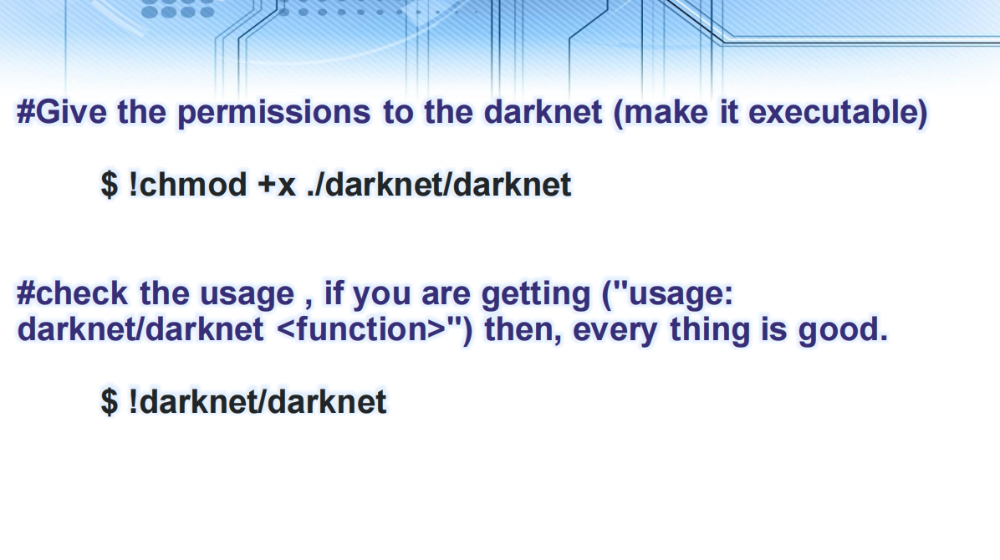 #Give the permissions to the darknet (make it executable)
$ !chmod +x ./darknet/darknet
#check the usage , if you are getting ("usage:
darknet/darknet <function>") then, every thing is good.
$ !darknet/darknet